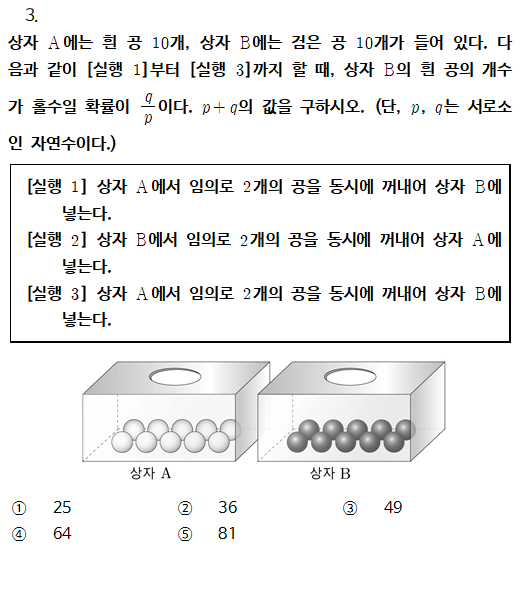 3.
상자 A에는 흰 공 10개, 상자 B에는 검은 공 10개가 들어 있다. 다
음과 같이 [실행 1]부터 [실행 3]까지 할 때, 상자 B의 흰 공의 개수
가 홀수일 확률이 q/p이다. p+q의 값을 구하시오. (단, p, q는 서로소
인 자연수이다.)
[실행 1] 상자 A에서 임의로 2개의 공을 동시에 꺼내어 상자 B에
넣는다.
[실행 2] 상자 B에서 임의로 2개의 공을 동시에 꺼내어 상자 A에
넣는다.
[실행 3] 상자 A에서 임의로 2개의 공을 동시에 꺼내어 상자 B에
넣는다.
상자 A 상자 B
① 25 ② 36 ③ 49
④ 64 ⑤ 81